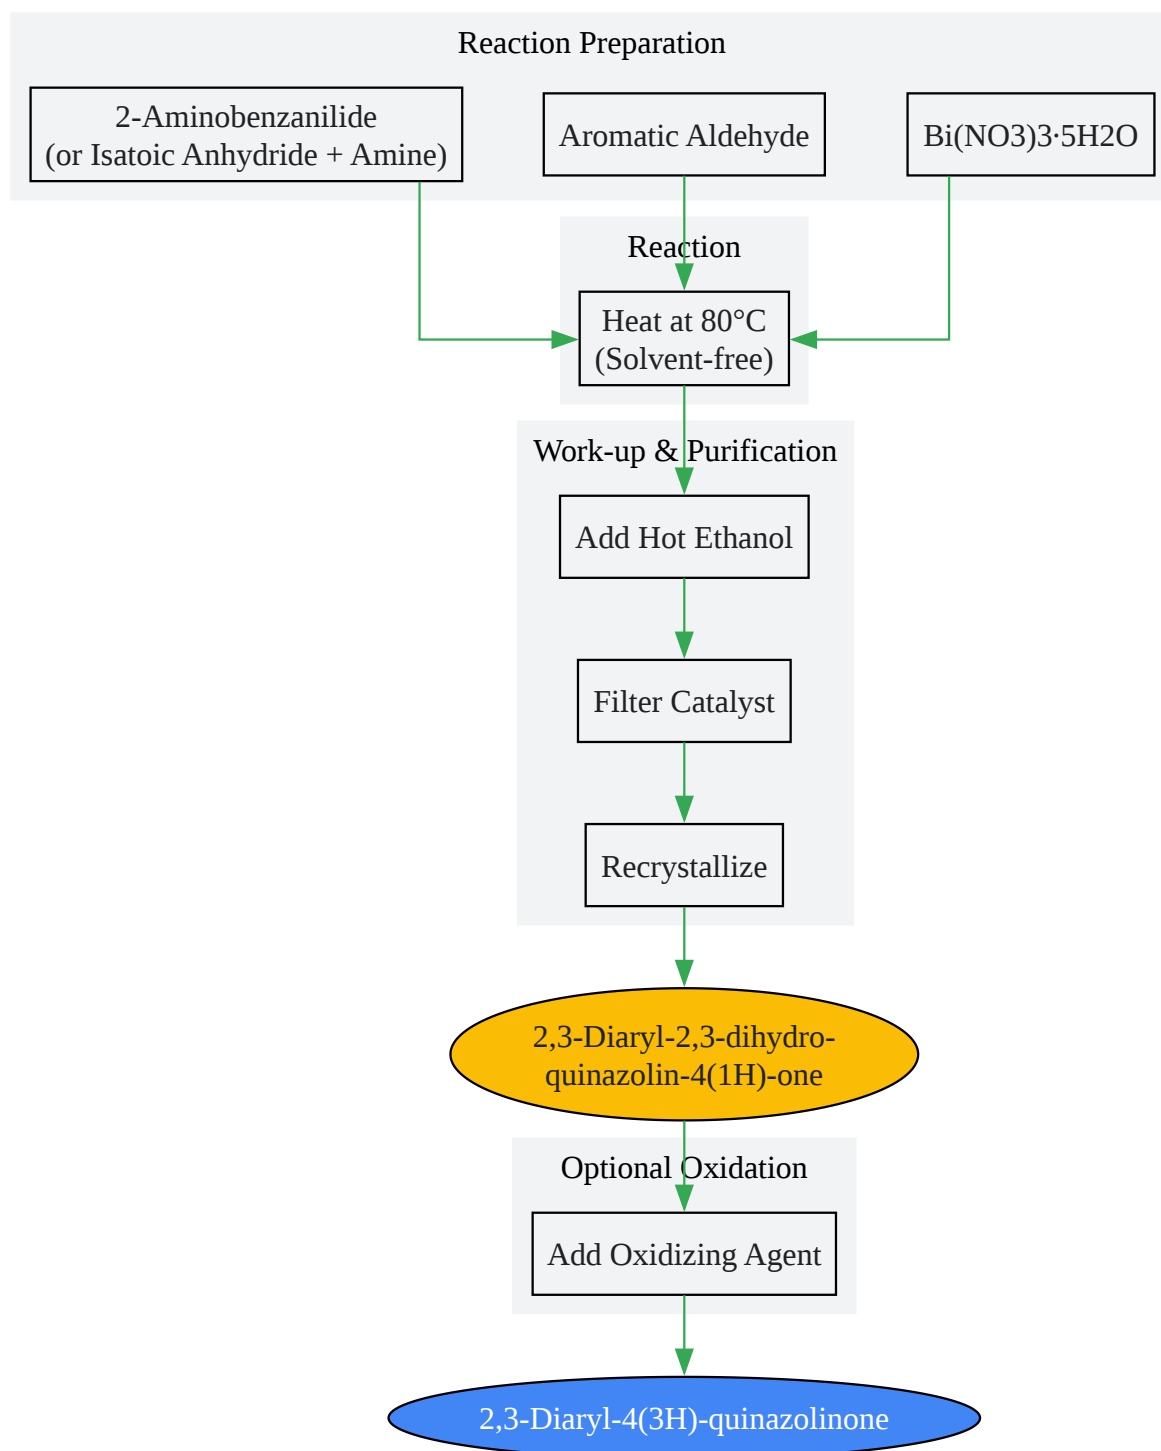 Reaction Preparation
2-Aminobenzanilide
(or Isatoic Anhydride + Amine)
Aromatic Aldehyde
Bi(NO3)3·5H2O
Reaction
Heat at 80°C
(Solvent-free)
Work-up & Purification
Add Hot Ethanol
Filter Catalyst
Recrystallize
2,3-Diaryl-2,3-dihydro-
quinazolin-4(1H)-one
Optional Oxidation
Add Oxidizing Agent
2,3-Diaryl-4(3H)-quinazolinone